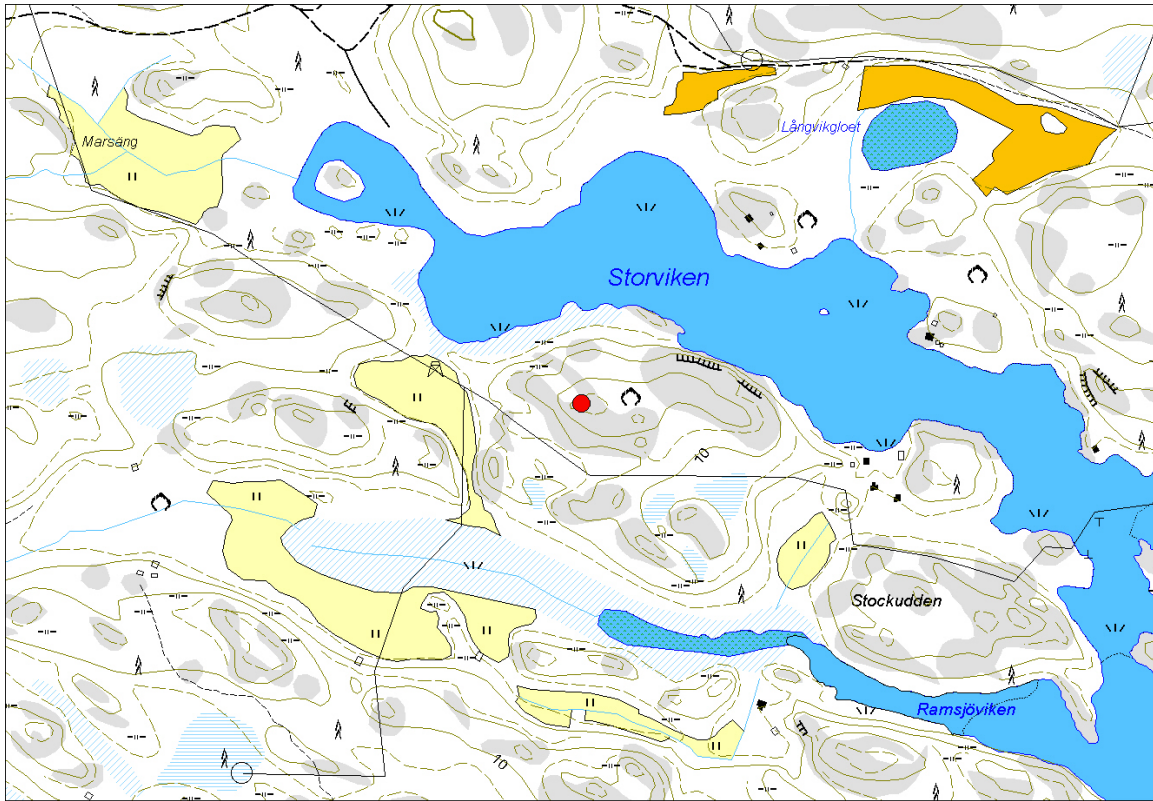 Långvikgloet
Marsäng
Storviken
10
Stockudden
Ramsjöviken
10